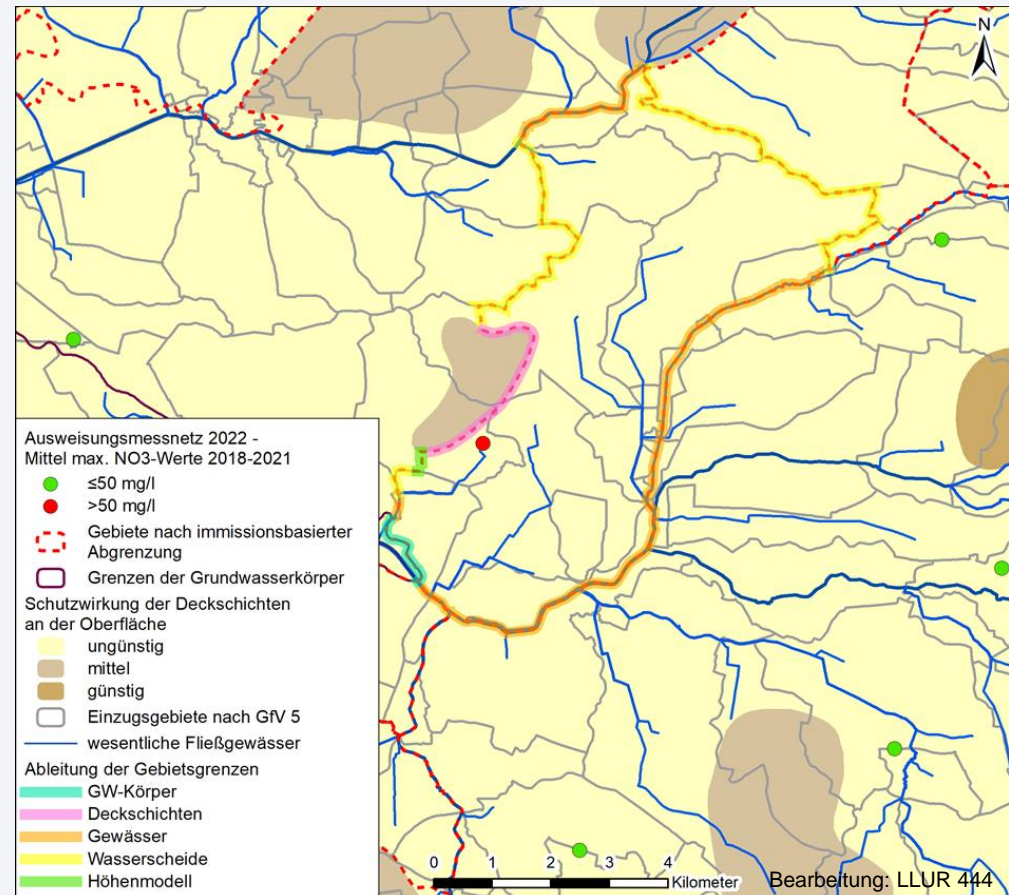 N
Ausweisungsmessnetz 2022 -
Mittel max. NO3-Werte 2018-2021
≤50 mg/l
>50 mg/l
Gebiete nach immissionsbasierter
Abgrenzung
Grenzen der Grundwasserkörper
Schutzwirkung der Deckschichten
an der Oberfläche
ungünstig
mittel
günstig
Einzugsgebiete nach GfV 5
wesentliche Fließgewässer
Ableitung der Gebietsgrenzen
GW-Körper
Deckschichten
Gewässer
Wasserscheide
Höhenmodell
0 1 2 3 4
Kilometer
Bearbeitung: LLUR 444